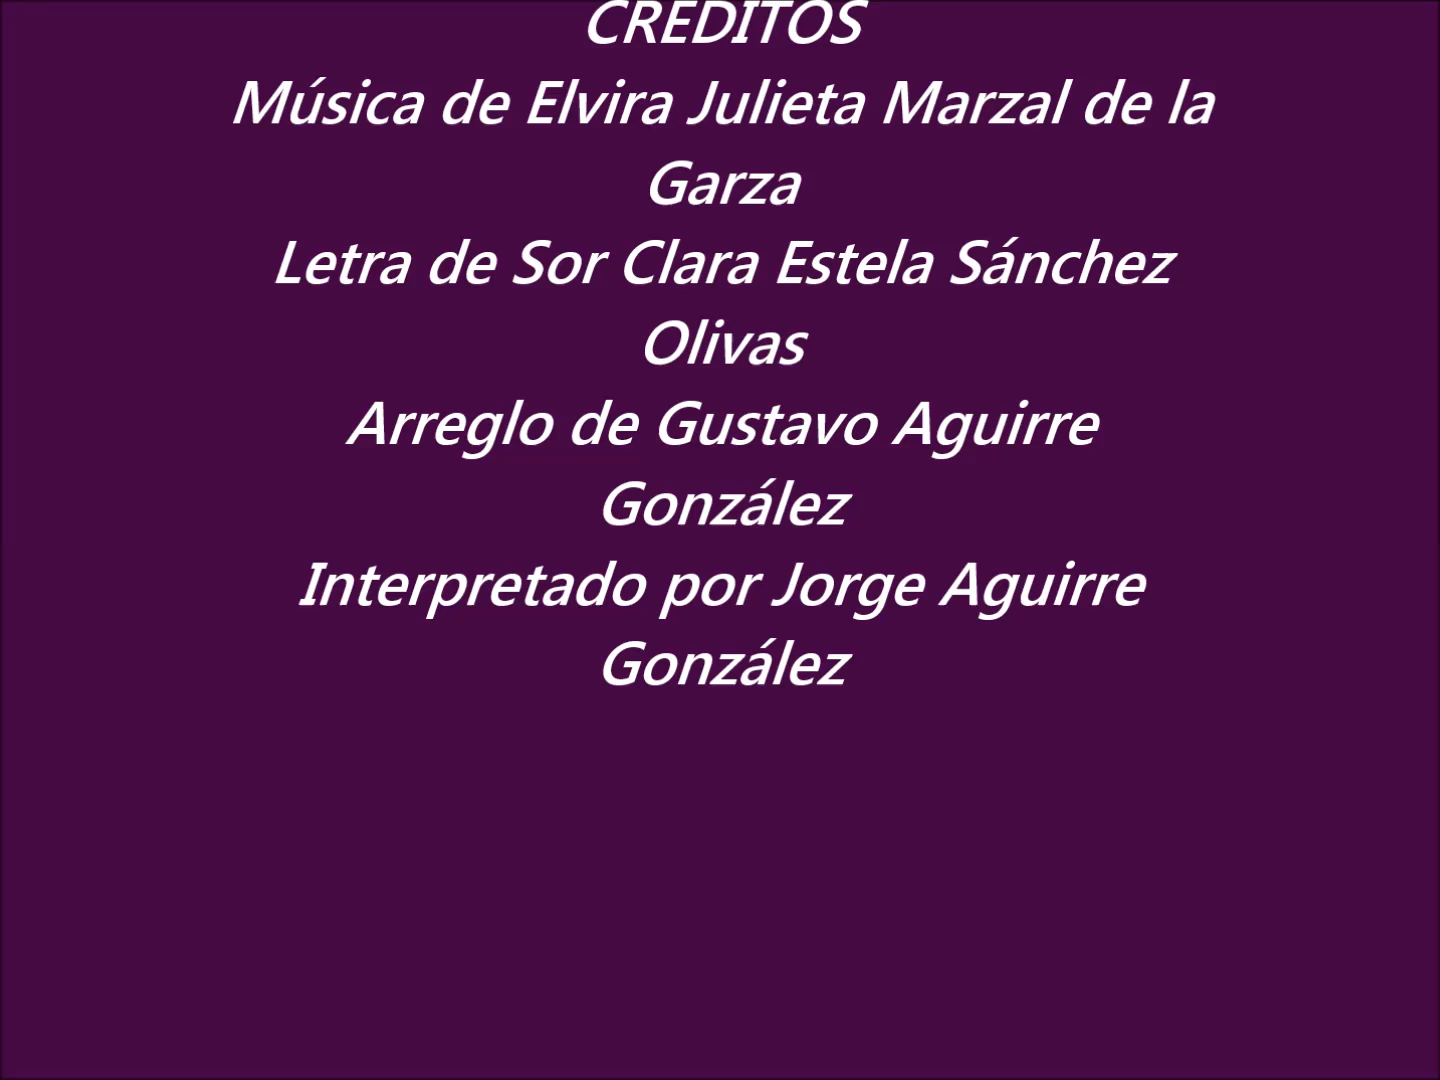 CREDITOS
Música de Elvira Julieta Marzal de la
Garza
Letra de Sor Clara Estela Sánchez
Olivas
Arreglo de Gustavo Aguirre
González
Interpretado por Jorge Aguirre
González